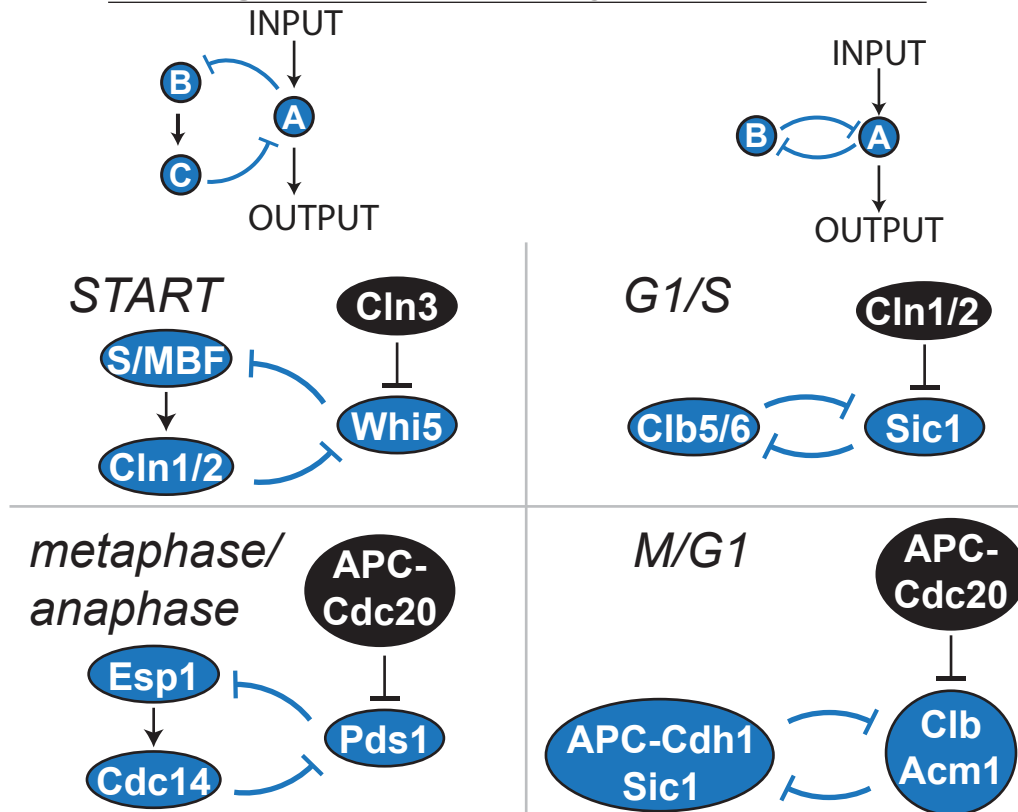 INPUT
B
A
C
OUTPUT
INPUT
B
A
OUTPUT
START
Cln3
S/MBF
Whi5
Cln1/2
G1/S
Cln1/2
Clb5/6
Sic1
metaphase/
anaphase
APC-
Cdc20
Esp1
Pds1
Cdc14
M/G1
APC-
Cdc20
APC-Cdh1
Sic1
Clb
Acm1